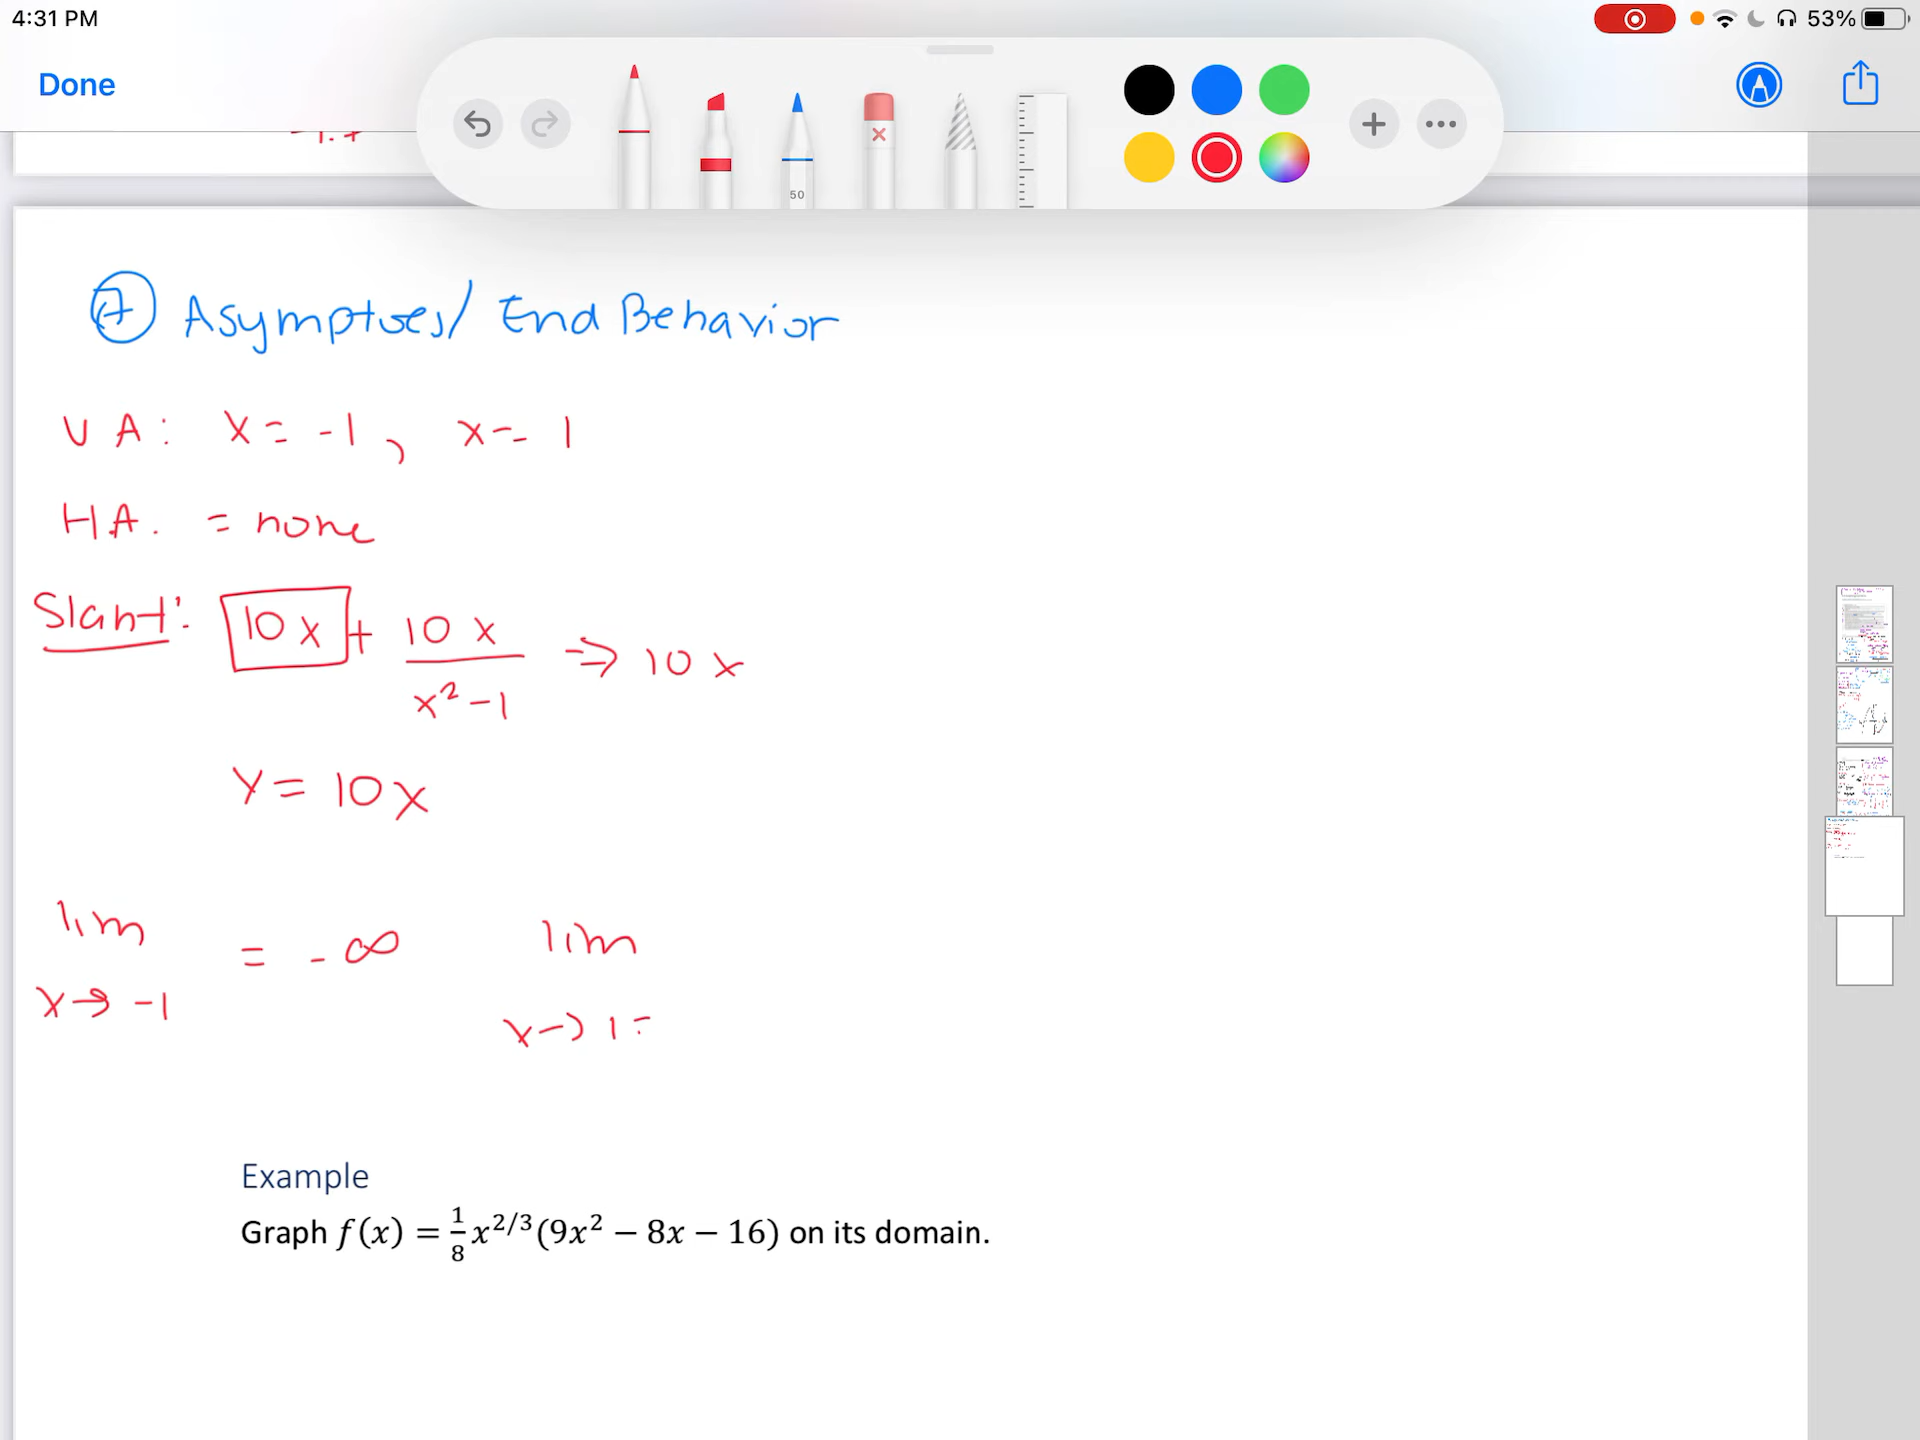 4:31 PM
53%
Done
50
7 Asymptotes/ End Behavior
VA: x = -1, x = 1
HA. = none
Slant: 10x + 10x/(x² - 1) ⇒ 10x
y = 10x
lim x→ -1 = -∞ lim x→ 1 =
Example
Graph f(x) = 1/8 x^{2/3}(9x² − 8x − 16) on its domain.